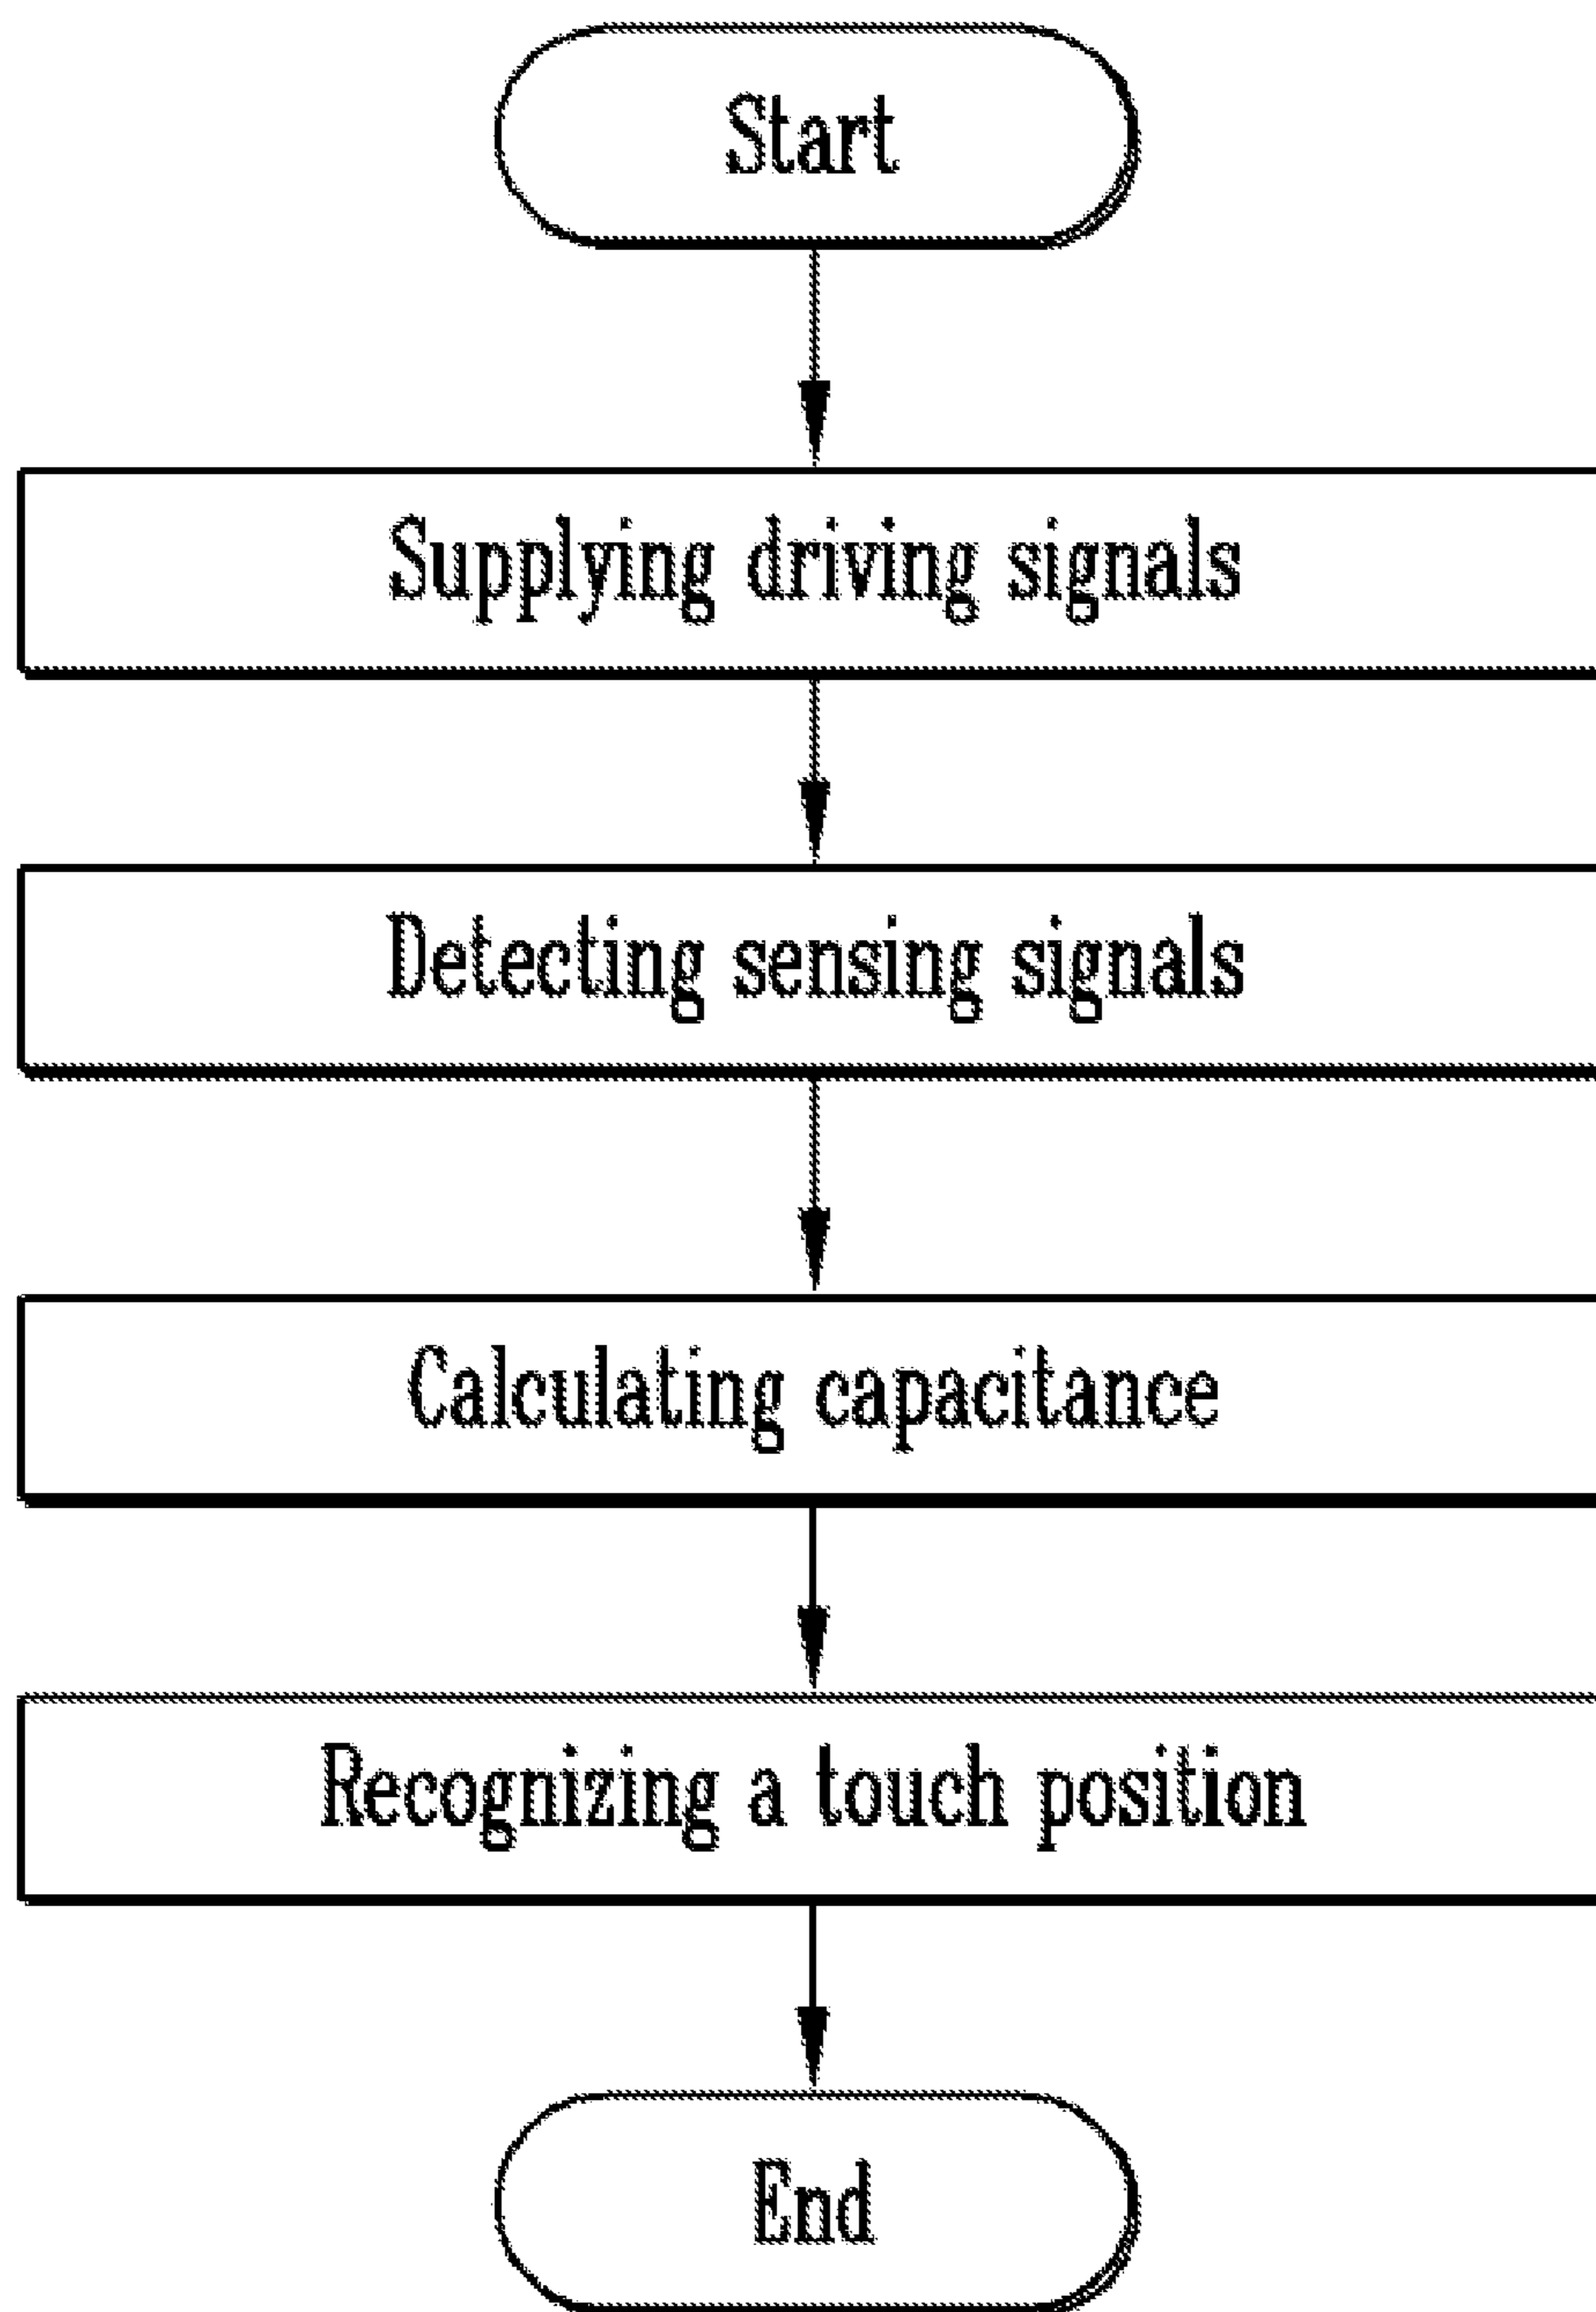 Start
Supplying driving signals
Detecting sensing signals
Calculating capacitance
Recognizing a touch position
End